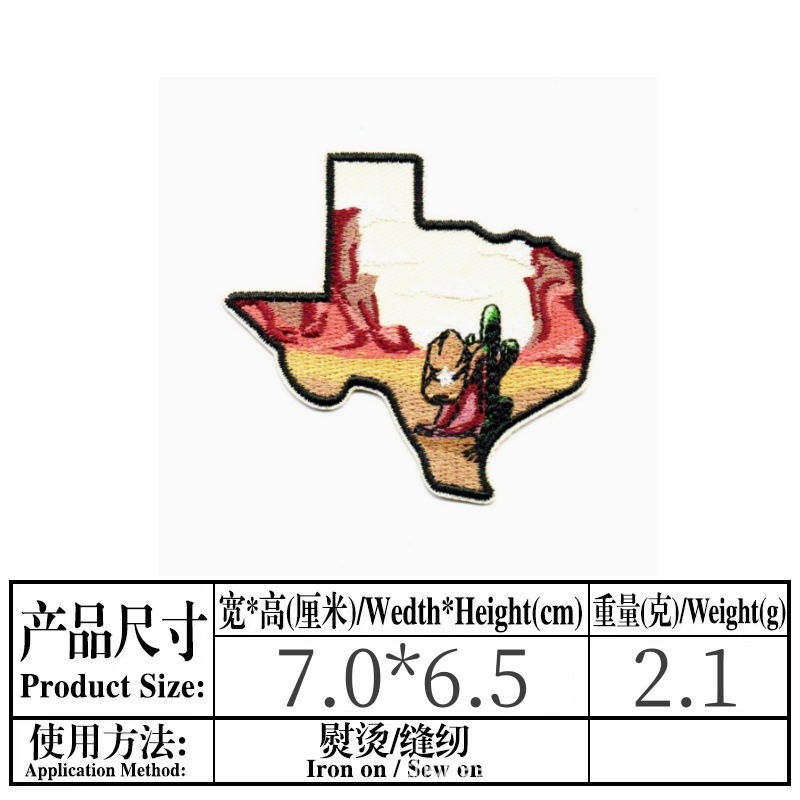 产品尺寸
Product Size:
宽*高(厘米)/Wedth*Height(cm)
重量(克)/Weight(g)
7.0*6.5
2.1
使用方法:
Application Method:
熨烫/缝纫
Iron on / Sew on